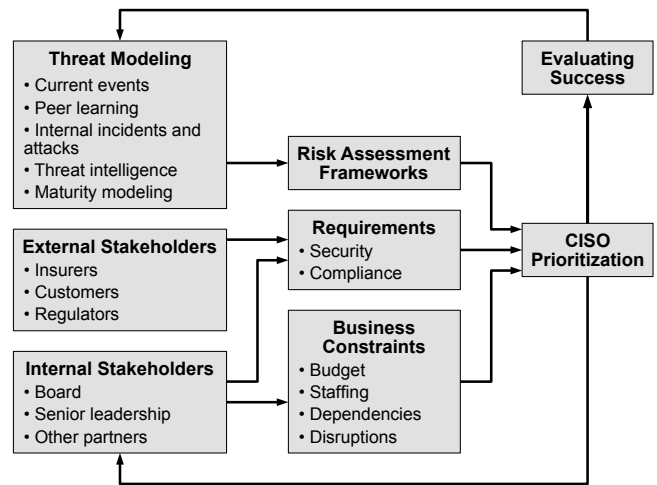 Threat Modeling
• Current events
• Peer learning
• Internal incidents and
attacks
• Threat intelligence
• Maturity modeling
External Stakeholders
• Insurers
• Customers
• Regulators
Internal Stakeholders
• Board
• Senior leadership
• Other partners
Risk Assessment
Frameworks
Requirements
• Security
• Compliance
Business
Constraints
• Budget
• Staffing
• Dependencies
• Disruptions
Evaluating
Success
CISO
Prioritization